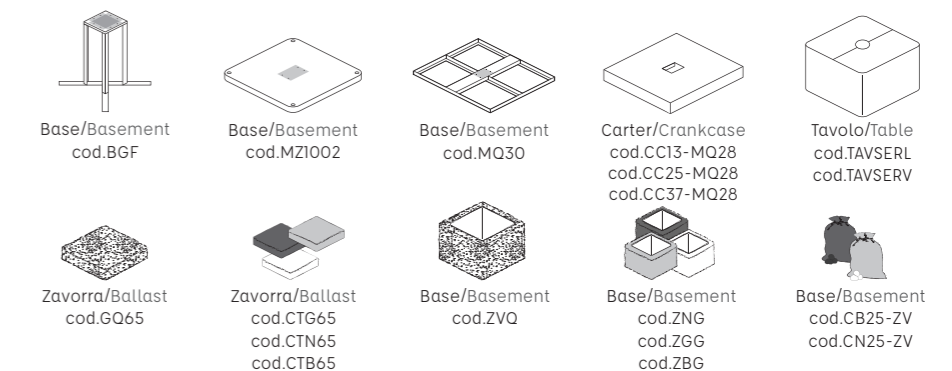 Base/Basement
cod.BGF
Base/Basement
cod.MZ1002
Base/Basement
cod.MQ30
Carter/Crankcase
cod.CC13-MQ28
cod.CC25-MQ28
cod.CC37-MQ28
Tavolo/Table
cod.TAVSERL
cod.TAVSERV
Zavorra/Ballast
cod.GQ65
Zavorra/Ballast
cod.CTG65
cod.CTN65
cod.CTB65
Base/Basement
cod.ZVQ
Base/Basement
cod.ZNG
cod.ZGG
cod.ZBG
Base/Basement
cod.CB25-ZV
cod.CN25-ZV